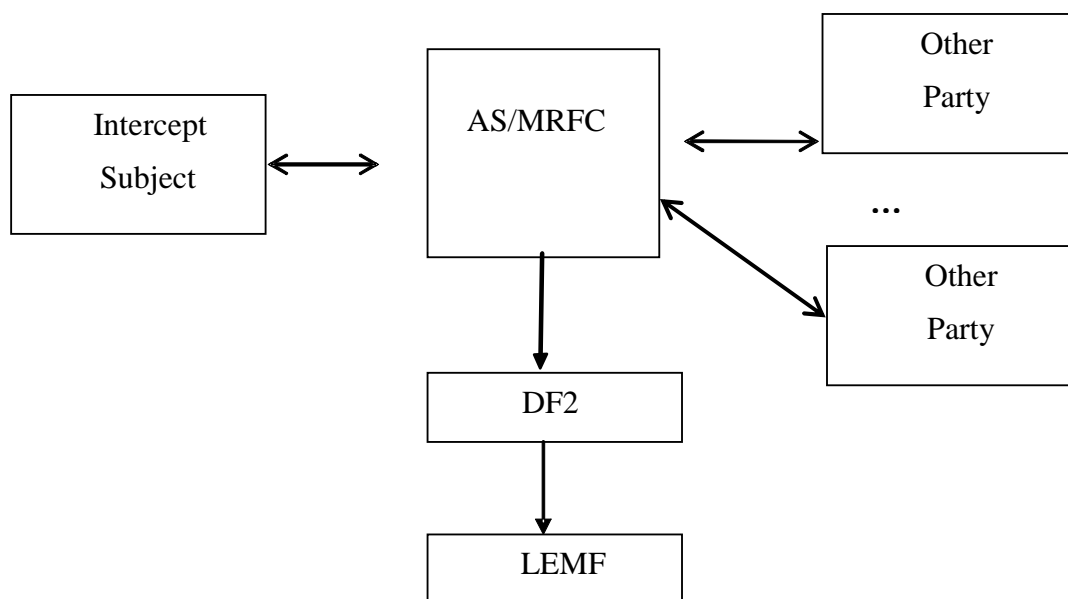 Intercept
Subject
AS/MRFC
Other
Party
...
Other
Party
DF2
LEMF